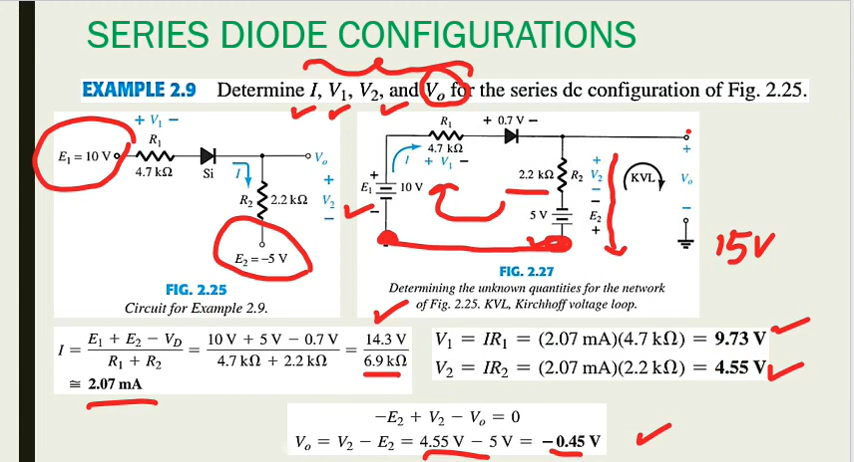 SERIES DIODE CONFIGURATIONS
EXAMPLE 2.9 Determine I, V₁, V₂, and Vₒ for the series dc configuration of Fig. 2.25.
+ V₁ −
R₁
E₁ = 10 V
4.7 kΩ
Si
I
Vₒ
+
R₂
2.2 kΩ
V₂
−
E₂ = −5 V
FIG. 2.25
Circuit for Example 2.9.
R₁
+ 0.7 V −
4.7 kΩ
I
+ V₁ −
+
E₁
10 V
−
2.2 kΩ
R₂
+
V₂
−
KVL
+
Vₒ
−
5 V
−
E₂
+
15V
FIG. 2.27
Determining the unknown quantities for the network
of Fig. 2.25. KVL, Kirchhoff voltage loop.
I = (E₁ + E₂ − V_D)/(R₁ + R₂) = (10 V + 5 V − 0.7 V)/(4.7 kΩ + 2.2 kΩ) = 14.3 V/6.9 kΩ
≅ 2.07 mA
V₁ = IR₁ = (2.07 mA)(4.7 kΩ) = 9.73 V
V₂ = IR₂ = (2.07 mA)(2.2 kΩ) = 4.55 V
−E₂ + V₂ − Vₒ = 0
Vₒ = V₂ − E₂ = 4.55 V − 5 V = −0.45 V